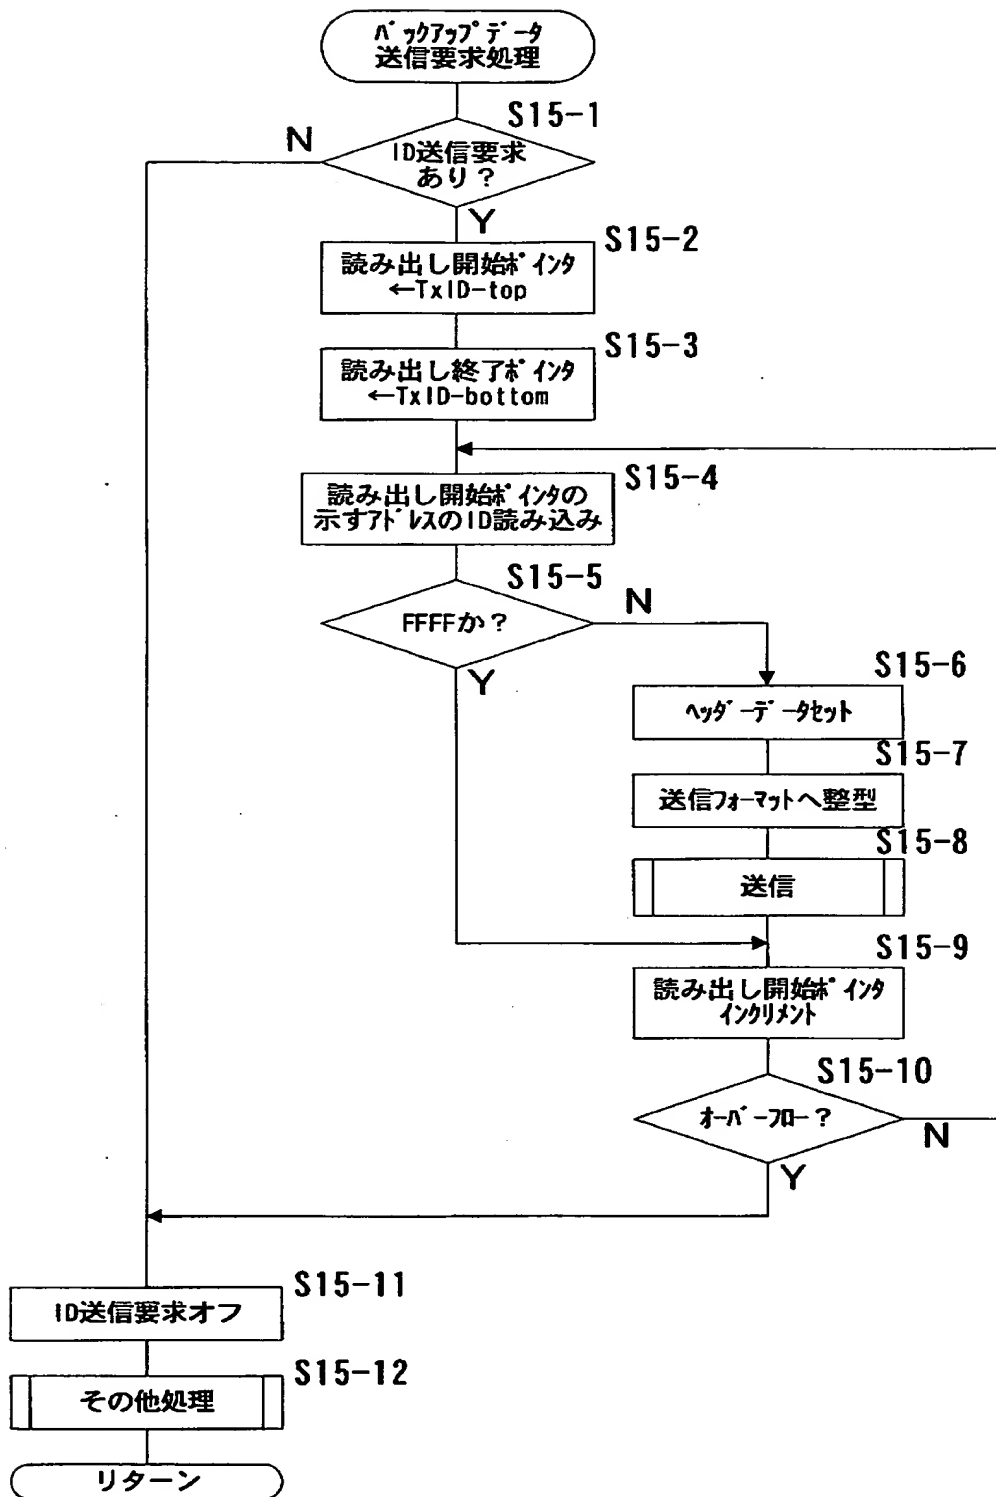 バックアップデータ
送信要求処理
S15-1
N
ID送信要求
あり？
Y
S15-2
読み出し開始ポインタ
←TxID-top
S15-3
読み出し終了ポインタ
←TxID-bottom
S15-4
読み出し開始ポインタの
示すアドレスのID読み込み
S15-5
FFFFか？
N
Y
S15-6
ヘッダーデータセット
S15-7
送信フォーマットへ整型
S15-8
送信
S15-9
読み出し開始ポインタ
インクリメント
S15-10
オーバーフロー？
N
Y
S15-11
ID送信要求オフ
S15-12
その他処理
リターン